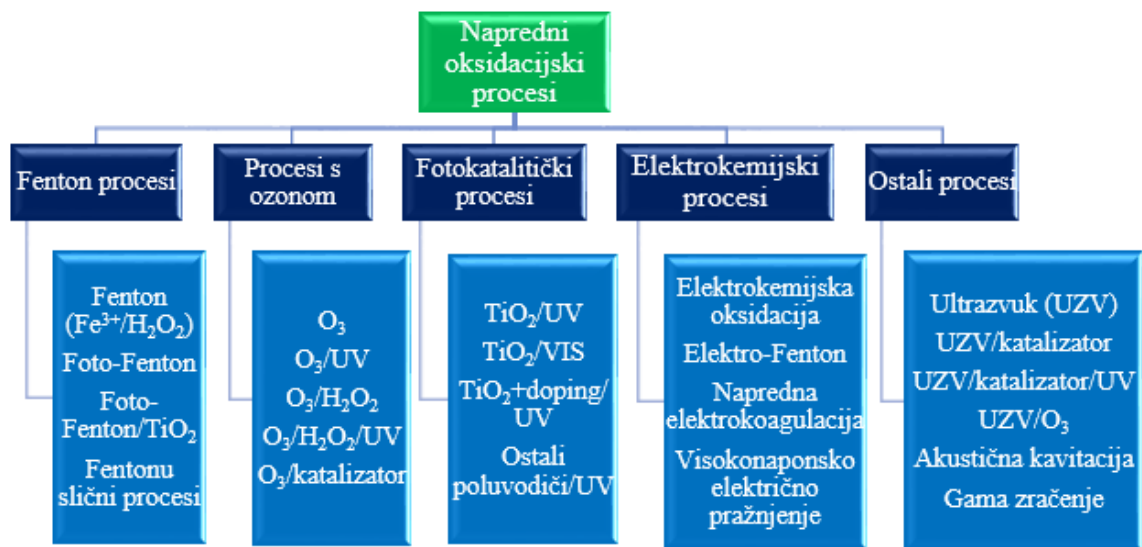 Napredni
oksidacijski
procesi
Fenton procesi
Procesi s
ozonom
Fotokatalitički
procesi
Elektrokemijski
procesi
Ostali procesi
Fenton
(Fe³⁺/H₂O₂)
Foto-Fenton
Foto-
Fenton/TiO₂
Fentonu
slični procesi
O₃
O₃/UV
O₃/H₂O₂
O₃/H₂O₂/UV
O₃/katalizator
TiO₂/UV
TiO₂/VIS
TiO₂+doping/
UV
Ostali
poluvodiči/UV
Elektrokemijska
oksidacija
Elektro-Fenton
Napredna
elektrokoagulacija
Visokonaponsko
električno
pražnjenje
Ultrazvuk (UZV)
UZV/katalizator
UZV/katalizator/UV
UZV/O₃
Akustična kavitacija
Gama zračenje